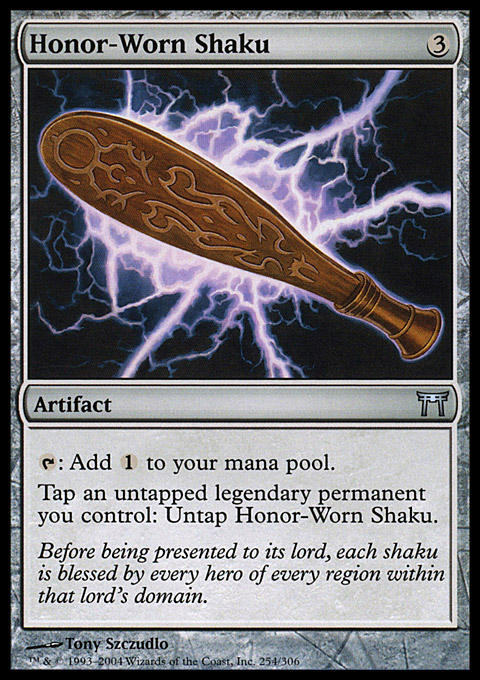 Honor-Worn Shaku 3
Artifact
: Add 1 to your mana pool.
Tap an untapped legendary permanent
you control: Untap Honor-Worn Shaku.
Before being presented to its lord, each shaku
is blessed by every hero of every region within
that lord's domain.
Tony Szczudlo
™ & © 1993–2004 Wizards of the Coast, Inc. 254/306